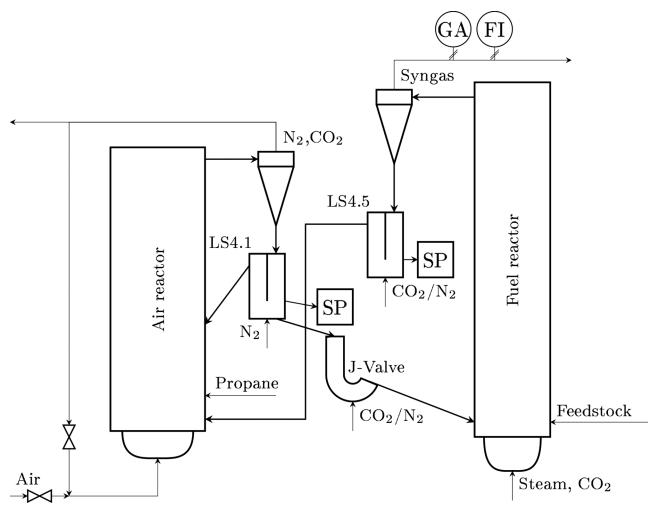 GA FI
Syngas
N₂,CO₂
LS4.5
LS4.1
Air reactor
Fuel reactor
SP
CO₂/N₂
SP
N₂
J-Valve
Propane
CO₂/N₂
Feedstock
Air
Steam, CO₂